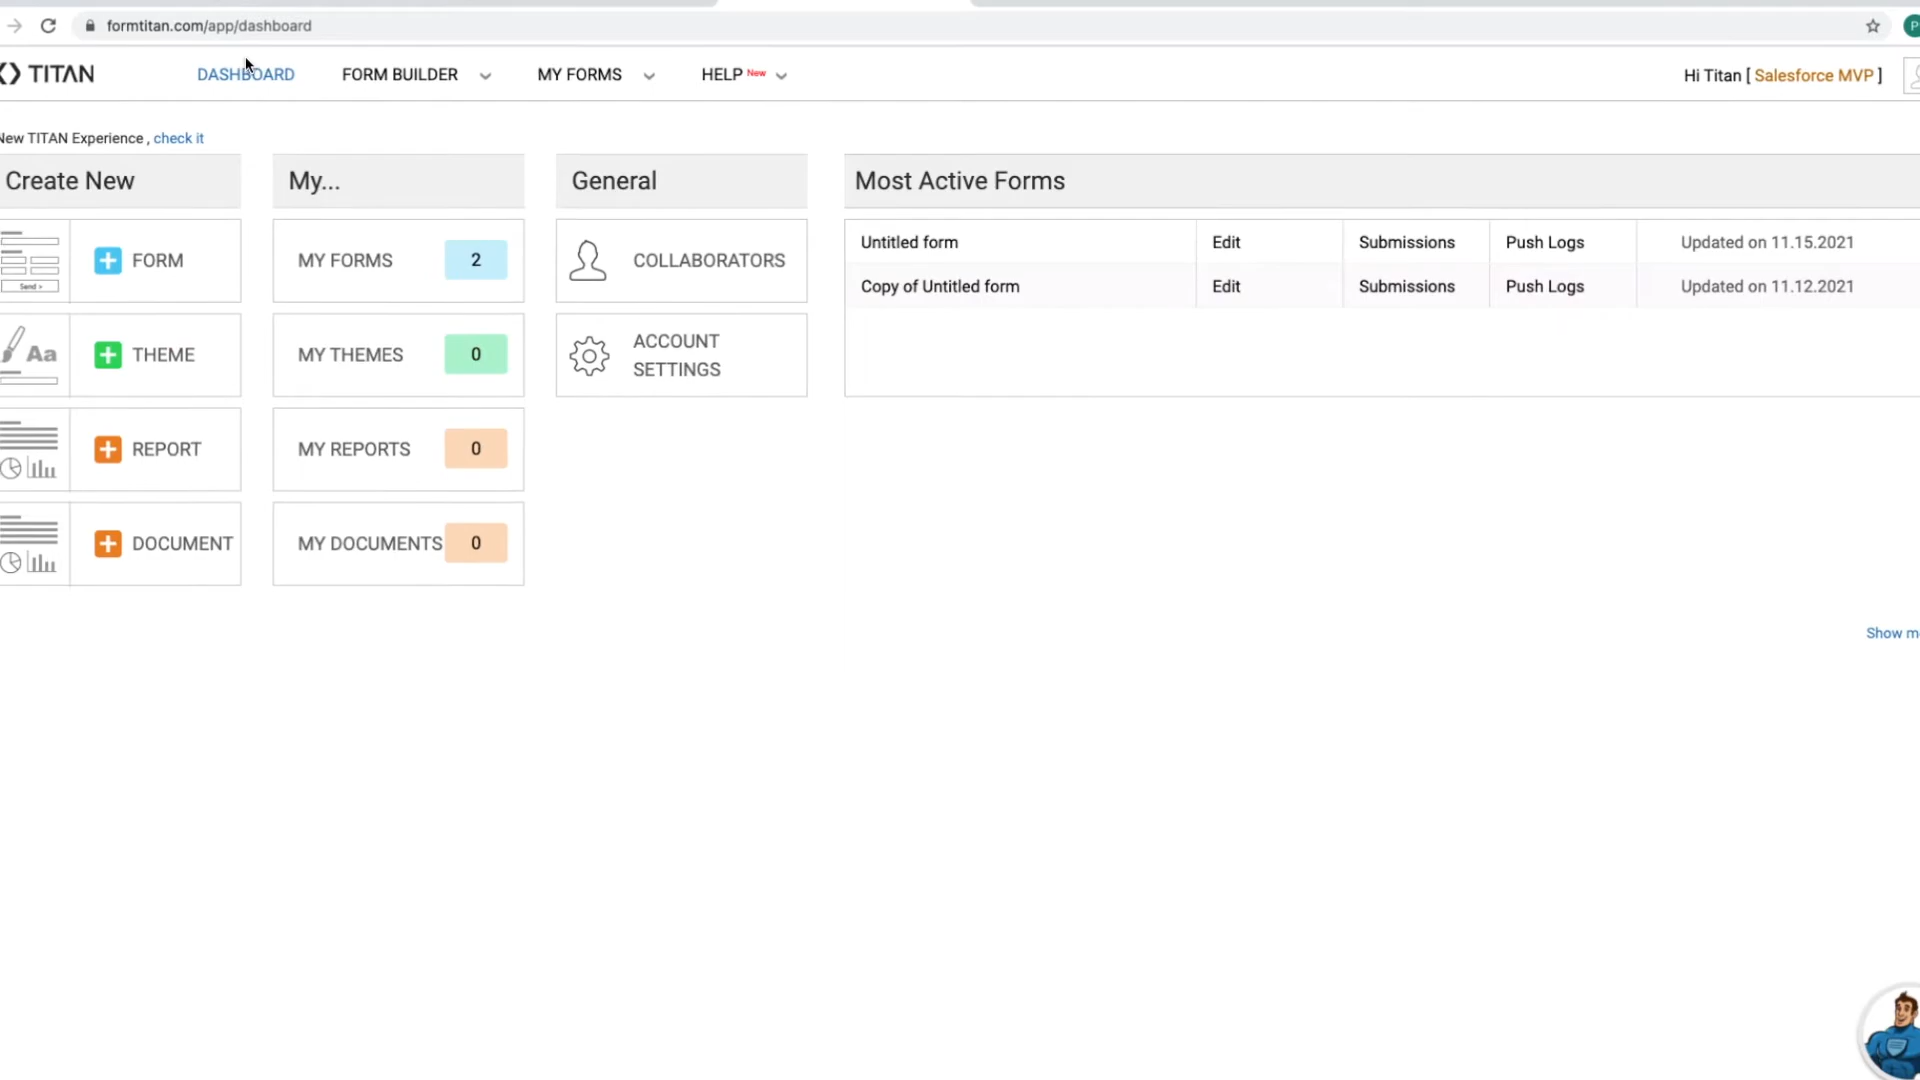 formtitan.com/app/dashboard
TITAN
DASHBOARD
FORM BUILDER
MY FORMS
HELP New
Hi Titan [ Salesforce MVP ]
New TITAN Experience , check it
Create New
FORM
Send >
Aa
THEME
REPORT
DOCUMENT
My...
MY FORMS 2
MY THEMES 0
MY REPORTS 0
MY DOCUMENTS 0
General
COLLABORATORS
ACCOUNT
SETTINGS
Most Active Forms
Untitled form Edit Submissions Push Logs Updated on 11.15.2021
Copy of Untitled form Edit Submissions Push Logs Updated on 11.12.2021
Show m